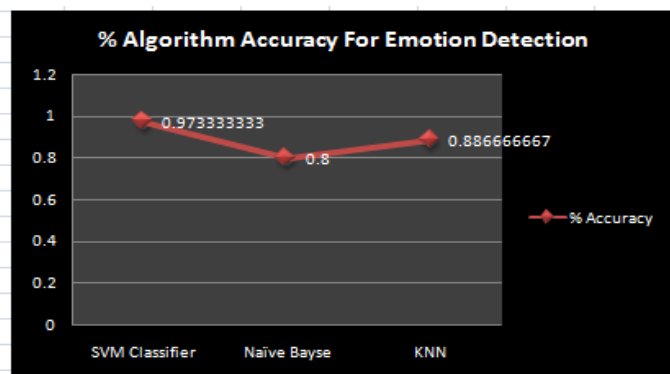 % Algorithm Accuracy For Emotion Detection
1.2
1
0.8
0.6
0.4
0.2
0
0.973333333
0.8
0.886666667
% Accuracy
SVM Classifier
Naïve Bayse
KNN